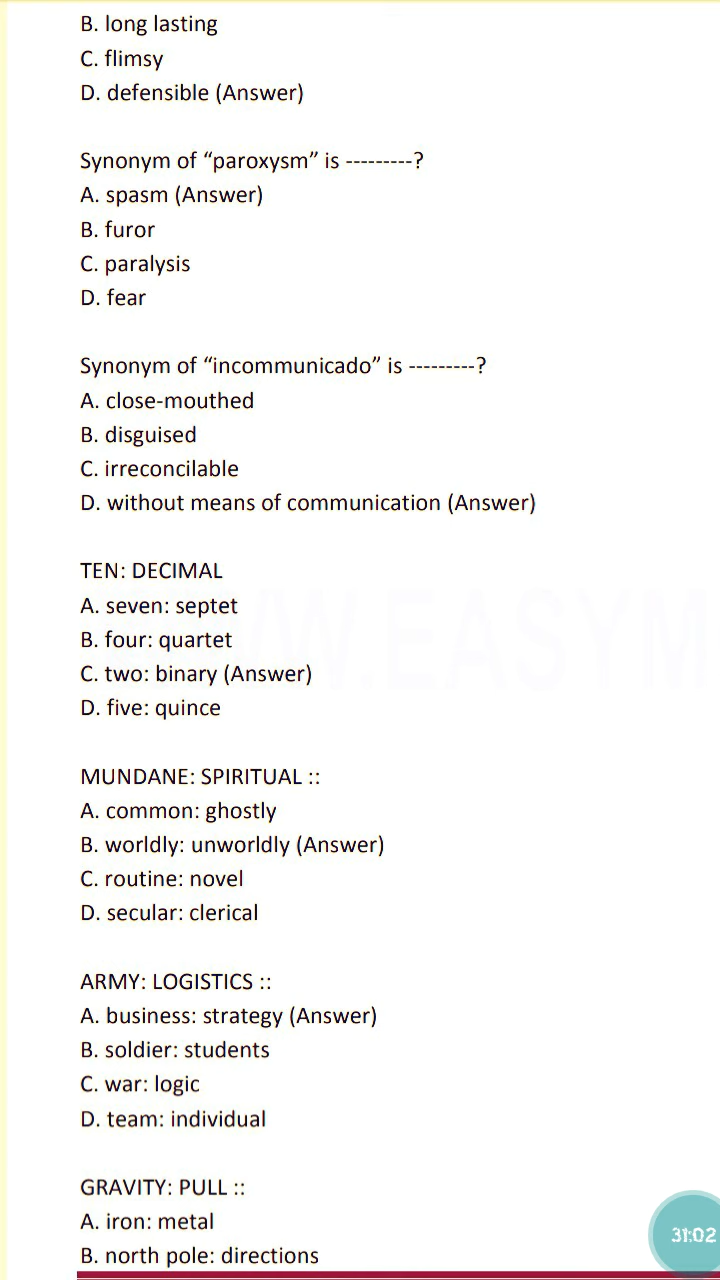 B. long lasting
C. flimsy
D. defensible (Answer)
Synonym of “paroxysm” is ---------?
A. spasm (Answer)
B. furor
C. paralysis
D. fear
Synonym of “incommunicado” is ---------?
A. close-mouthed
B. disguised
C. irreconcilable
D. without means of communication (Answer)
TEN: DECIMAL
A. seven: septet
B. four: quartet
C. two: binary (Answer)
D. five: quince
MUNDANE: SPIRITUAL ::
A. common: ghostly
B. worldly: unworldly (Answer)
C. routine: novel
D. secular: clerical
ARMY: LOGISTICS ::
A. business: strategy (Answer)
B. soldier: students
C. war: logic
D. team: individual
GRAVITY: PULL ::
A. iron: metal
31:02
B. north pole: directions